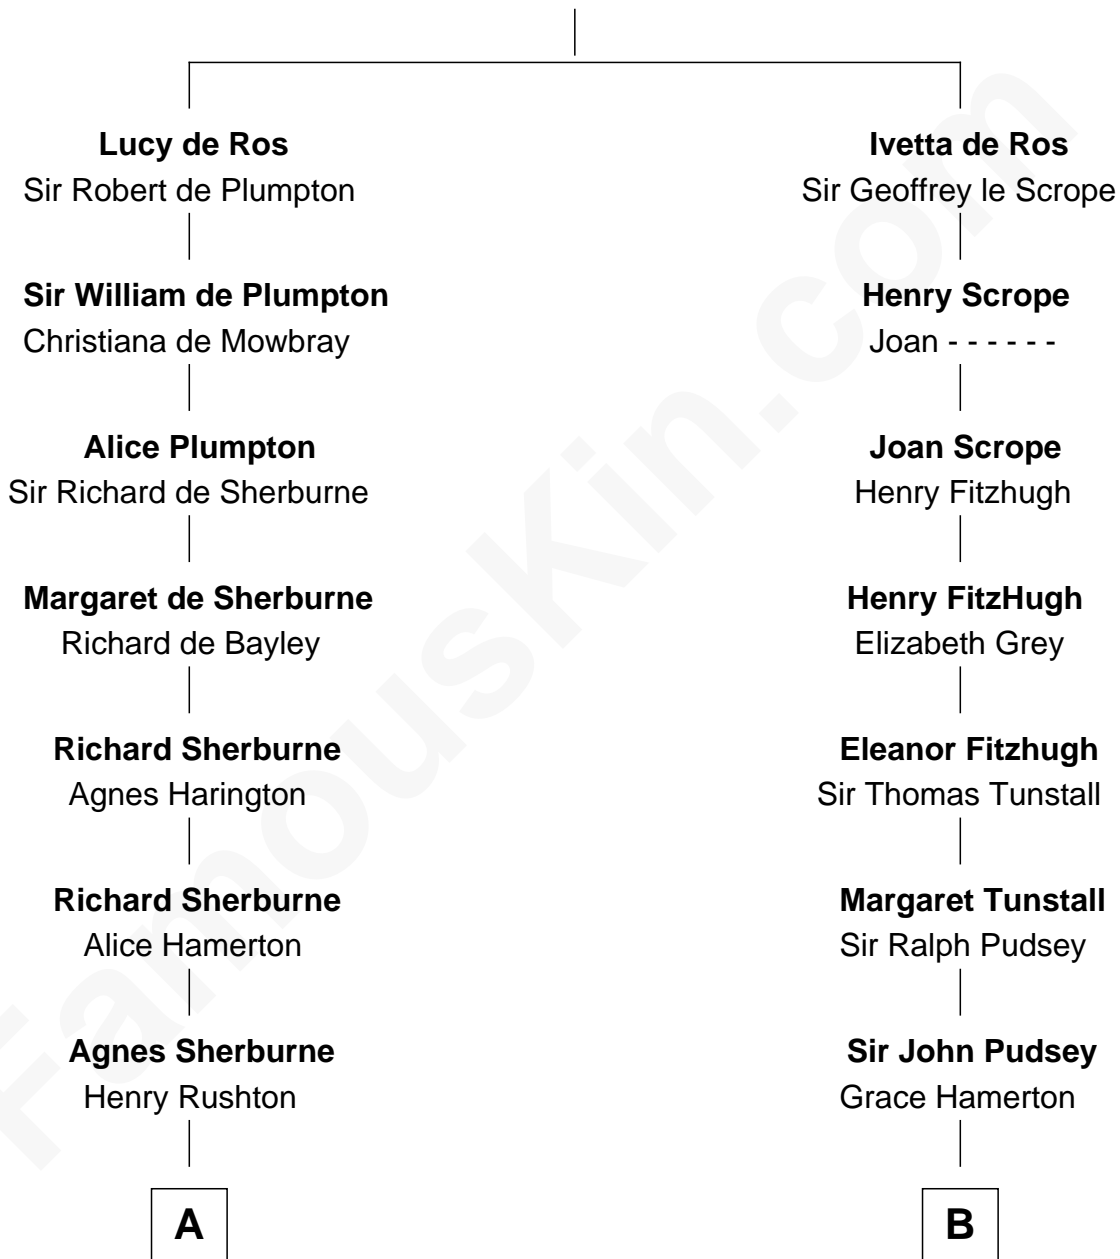 Lucy de Ros
Sir Robert de Plumpton
Ivetta de Ros
Sir Geoffrey le Scrope
Sir William de Plumpton
Christiana de Mowbray
Henry Scrope
Joan - - - - - -
Alice Plumpton
Sir Richard de Sherburne
Joan Scrope
Henry Fitzhugh
Margaret de Sherburne
Richard de Bayley
Henry FitzHugh
Elizabeth Grey
Richard Sherburne
Agnes Harington
Eleanor Fitzhugh
Sir Thomas Tunstall
Richard Sherburne
Alice Hamerton
Margaret Tunstall
Sir Ralph Pudsey
Agnes Sherburne
Henry Rushton
Sir John Pudsey
Grace Hamerton
A
B
FamousKin.com